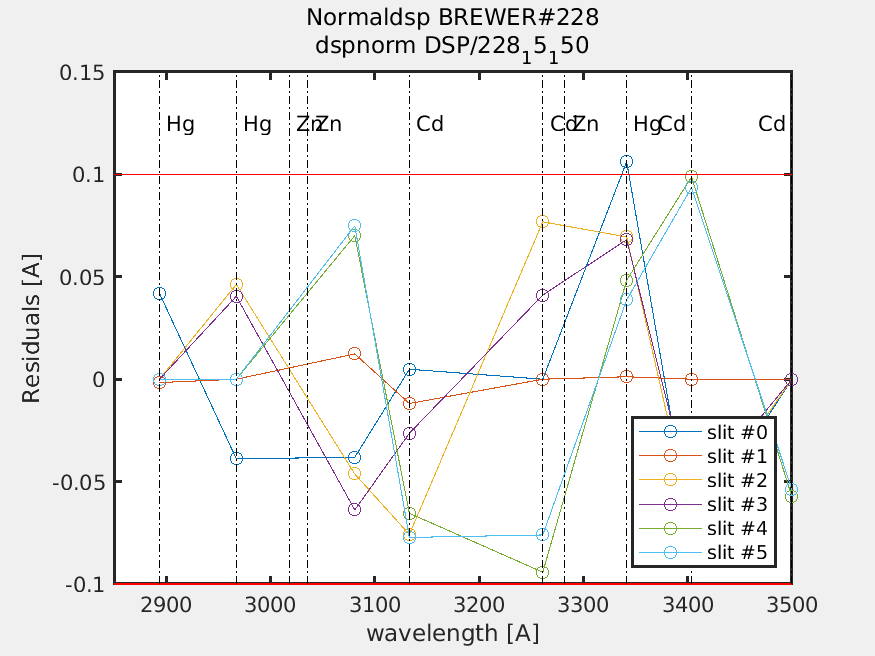 Normaldsp BREWER#228
dspnorm DSP/228₁5₁50
0.15
Hg Hg Zn Zn Cd Cd Zn Hg Cd Cd
0.1
0.05
0
-0.05
-0.1
Residuals [A]
slit #0
slit #1
slit #2
slit #3
slit #4
slit #5
2900 3000 3100 3200 3300 3400 3500
wavelength [A]